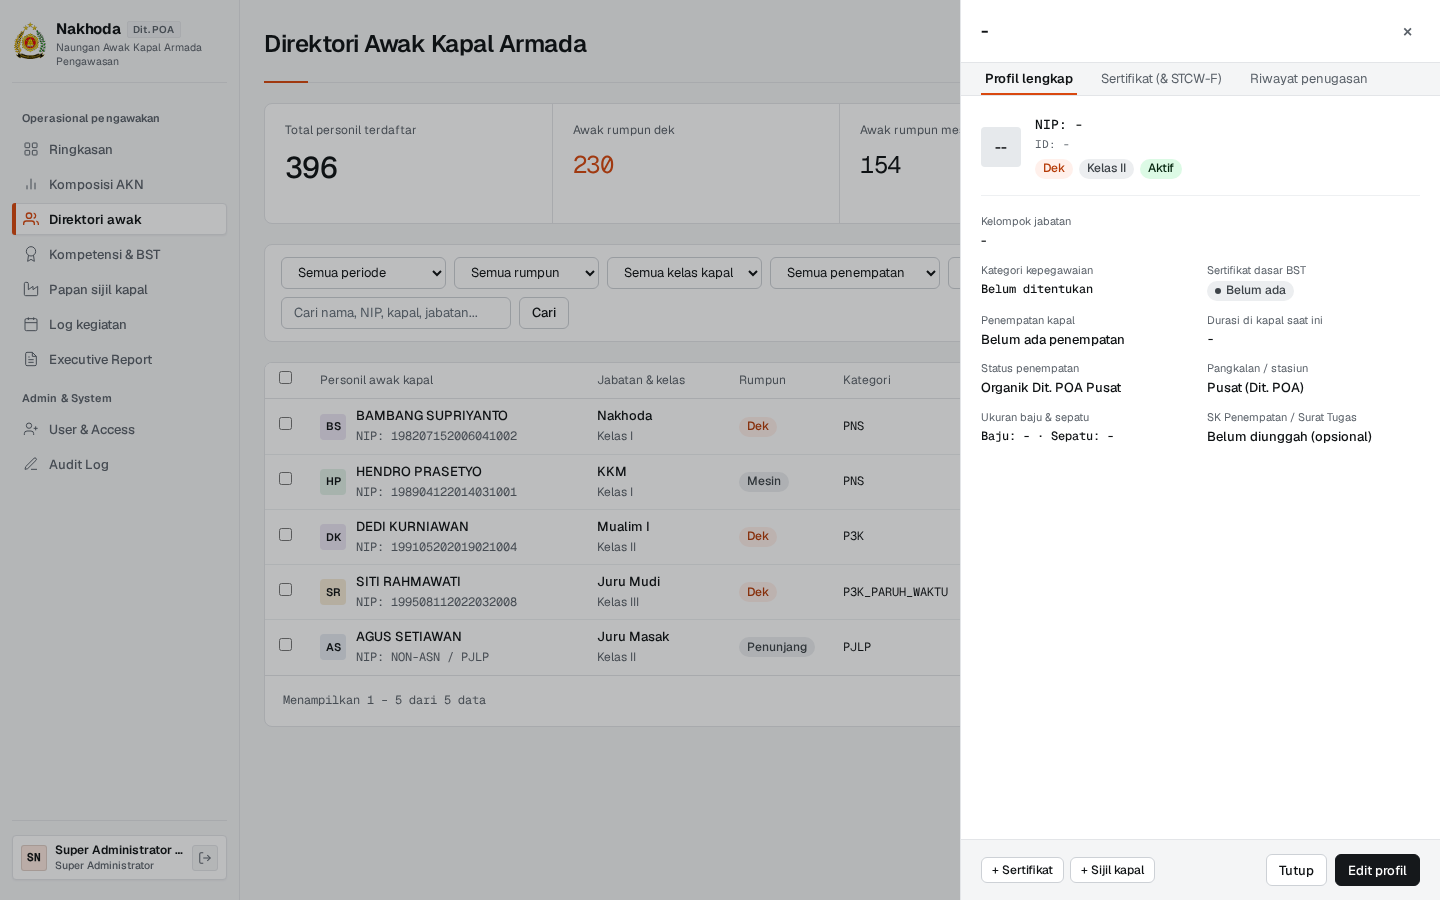 Nakhoda Dit. POA
Naungan Awak Kapal Armada
Pengawasan
Operasional pengawakan
Ringkasan
Komposisi AKN
Direktori awak
Kompetensi & BST
Papan sijil kapal
Log kegiatan
Executive Report
Admin & System
User & Access
Audit Log
SN
Super Administrator ...
Super Administrator
Direktori Awak Kapal Armada
Total personil terdaftar
396
Awak rumpun dek
230
Awak rumpun me
154
Semua periode
Semua rumpun
Semua kelas kapal
Semua penempatan
Cari nama, NIP, kapal, jabatan...
Cari
Personil awak kapal Jabatan & kelas Rumpun Kategori
BS BAMBANG SUPRIYANTO Nakhoda Dek PNS
NIP: 198207152006041002 Kelas I
HP HENDRO PRASETYO KKM Mesin PNS
NIP: 198904122014031001 Kelas I
DK DEDI KURNIAWAN Mualim I Dek P3K
NIP: 199105202019021004 Kelas II
SR SITI RAHMAWATI Juru Mudi Dek P3K_PARUH_WAKTU
NIP: 199508112022032008 Kelas III
AS AGUS SETIAWAN Juru Masak Penunjang PJLP
NIP: NON-ASN / PJLP Kelas II
Menampilkan 1 – 5 dari 5 data
-
×
Profil lengkap Sertifikat (& STCW-F) Riwayat penugasan
--
NIP: -
ID: -
Dek Kelas II Aktif
Kelompok jabatan
-
Kategori kepegawaian
Belum ditentukan
Sertifikat dasar BST
Belum ada
Penempatan kapal
Belum ada penempatan
Durasi di kapal saat ini
-
Status penempatan
Organik Dit. POA Pusat
Pangkalan / stasiun
Pusat (Dit. POA)
Ukuran baju & sepatu
Baju: - · Sepatu: -
SK Penempatan / Surat Tugas
Belum diunggah (opsional)
+ Sertifikat
+ Sijil kapal
Tutup
Edit profil